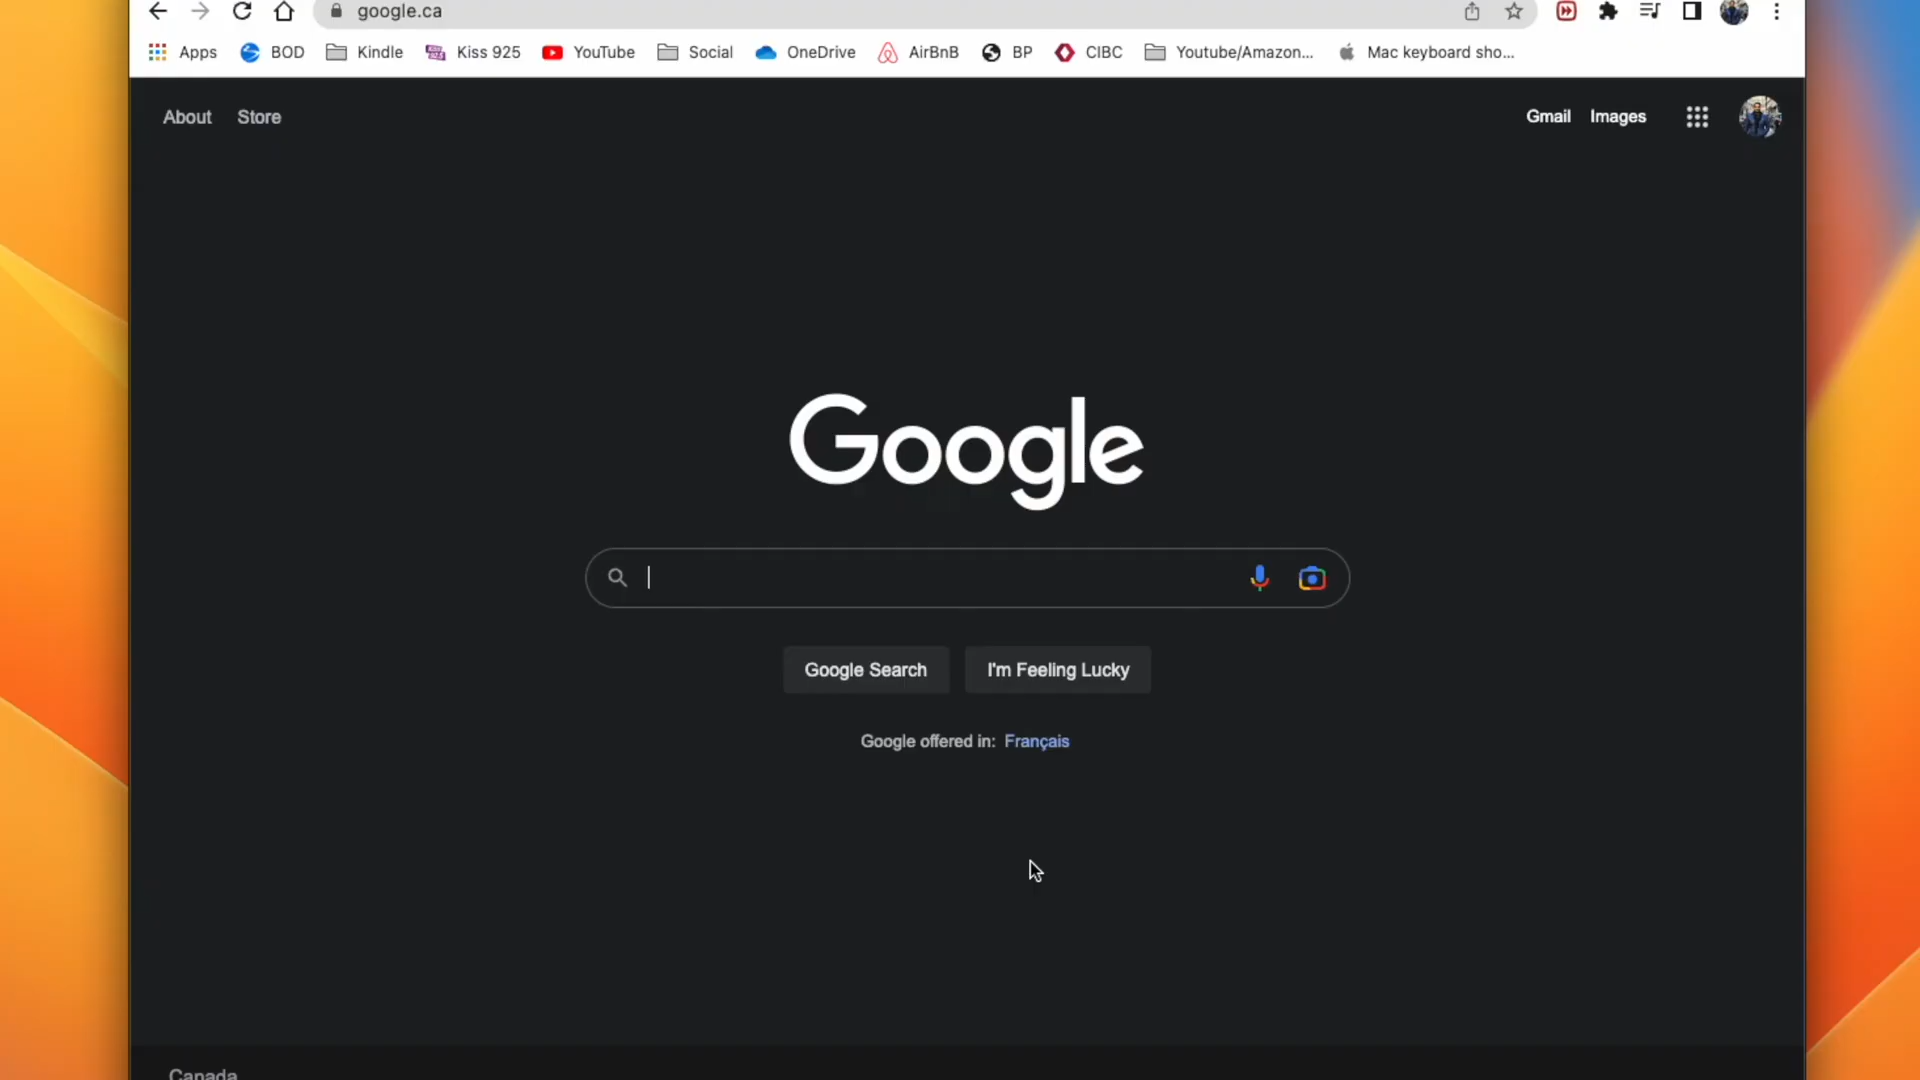 google.ca
Apps BOD Kindle Kiss 925 YouTube Social OneDrive AirBnB BP CIBC Youtube/Amazon... Mac keyboard sho...
About Store Gmail Images
Google
Google Search I'm Feeling Lucky
Google offered in: Français
Canada